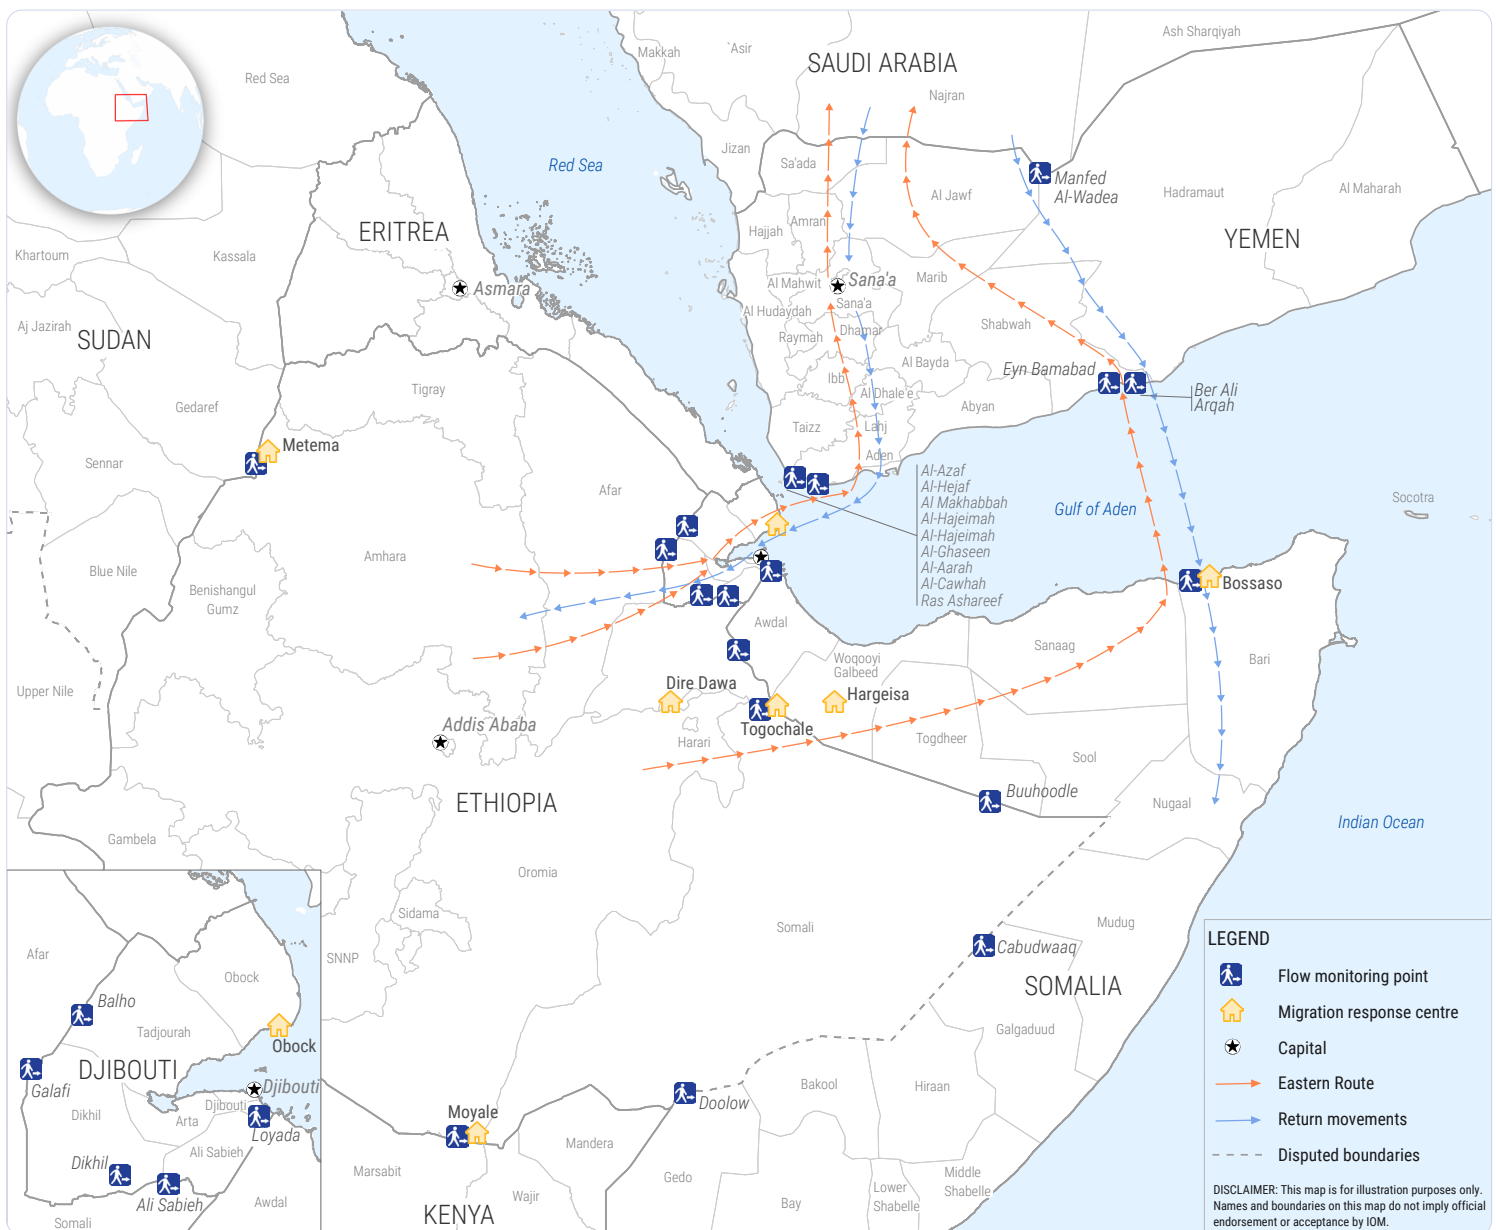 Ash Sharqiyah
Makkah
`Asir
SAUDI ARABIA
Red Sea
Najran
Jizan
Sa'ada
Red Sea
Manfed
Al-Wadea
Al Jawf
Hadramaut
Al Maharah
ERITREA
Amran
Hajjah
YEMEN
Khartoum
Kassala
Asmara
Al Mahwit
Sana'a
Marib
Sana'a
Al Hudaydah
Aj Jazirah
SUDAN
Raymah
Dhamar
Shabwah
Al Bayda
Eyn Bamabad
Ibb
Tigray
Al Dhale'e
Ber Ali
Arqah
Gedaref
Abyan
Taizz
Lahj
Metema
Aden
Sennar
Afar
Al-Azaf
Al-Hejaf
Al Makhabbah
Al-Hajeimah
Al-Hajeimah
Al-Ghaseen
Al-Aarah
Al-Cawhah
Ras Ashareef
Gulf of Aden
Socotra
Amhara
Blue Nile
Benishangul
Gumz
Bossaso
Awdal
Sanaag
Woqooyi
Galbeed
Bari
Upper Nile
Dire Dawa
Hargeisa
Addis Ababa
Togochale
Harari
Togdheer
Sool
ETHIOPIA
Buuhoodle
Nugaal
Indian Ocean
Gambela
Oromia
Sidama
Somali
Mudug
Cabudwaaq
SNNP
SOMALIA
Galgaduud
Bakool
Hiraan
Doolow
Moyale
Mandera
Marsabit
Wajir
Gedo
Bay
Lower
Shabelle
Middle
Shabelle
KENYA
Afar
Obock
Balho
Tadjourah
Obock
DJIBOUTI
Galafi
Djibouti
Dikhil
Djibouti
Arta
Loyada
Ali Sabieh
Dikhil
Ali Sabieh
Awdal
Somali
LEGEND
Flow monitoring point
Migration response centre
Capital
Eastern Route
Return movements
Disputed boundaries
DISCLAIMER: This map is for illustration purposes only.
Names and boundaries on this map do not imply official
endorsement or acceptance by IOM.